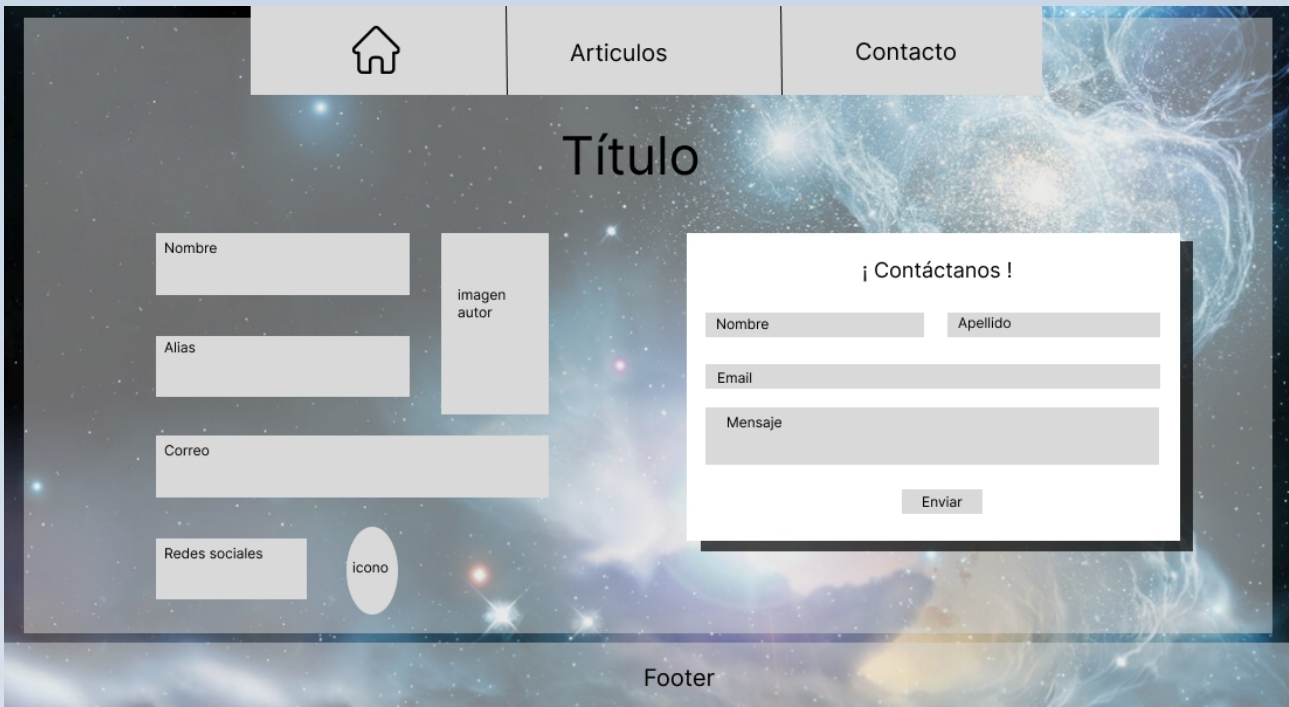 Articulos
Contacto
Título
Nombre
imagen
autor
Alias
Correo
Redes sociales
icono
¡ Contáctanos !
Nombre
Apellido
Email
Mensaje
Enviar
Footer